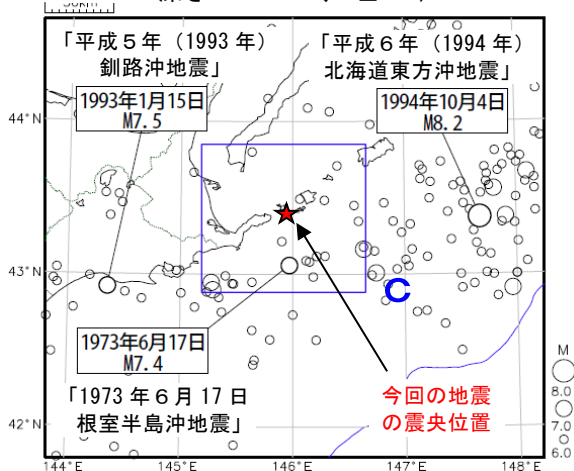 「平成５年（1993 年）
釧路沖地震」
1993年1月15日
M7.5
「平成６年（1994 年）
北海道東方沖地震」
1994年10月4日
M8.2
44°N
43°N
C
1973年6月17日
M7.4
「1973 年６月 17 日
根室半島沖地震」
今回の地震
の震央位置
42°N
144°E
145°E
146°E
147°E
148°E
M
8.0
7.0
6.0